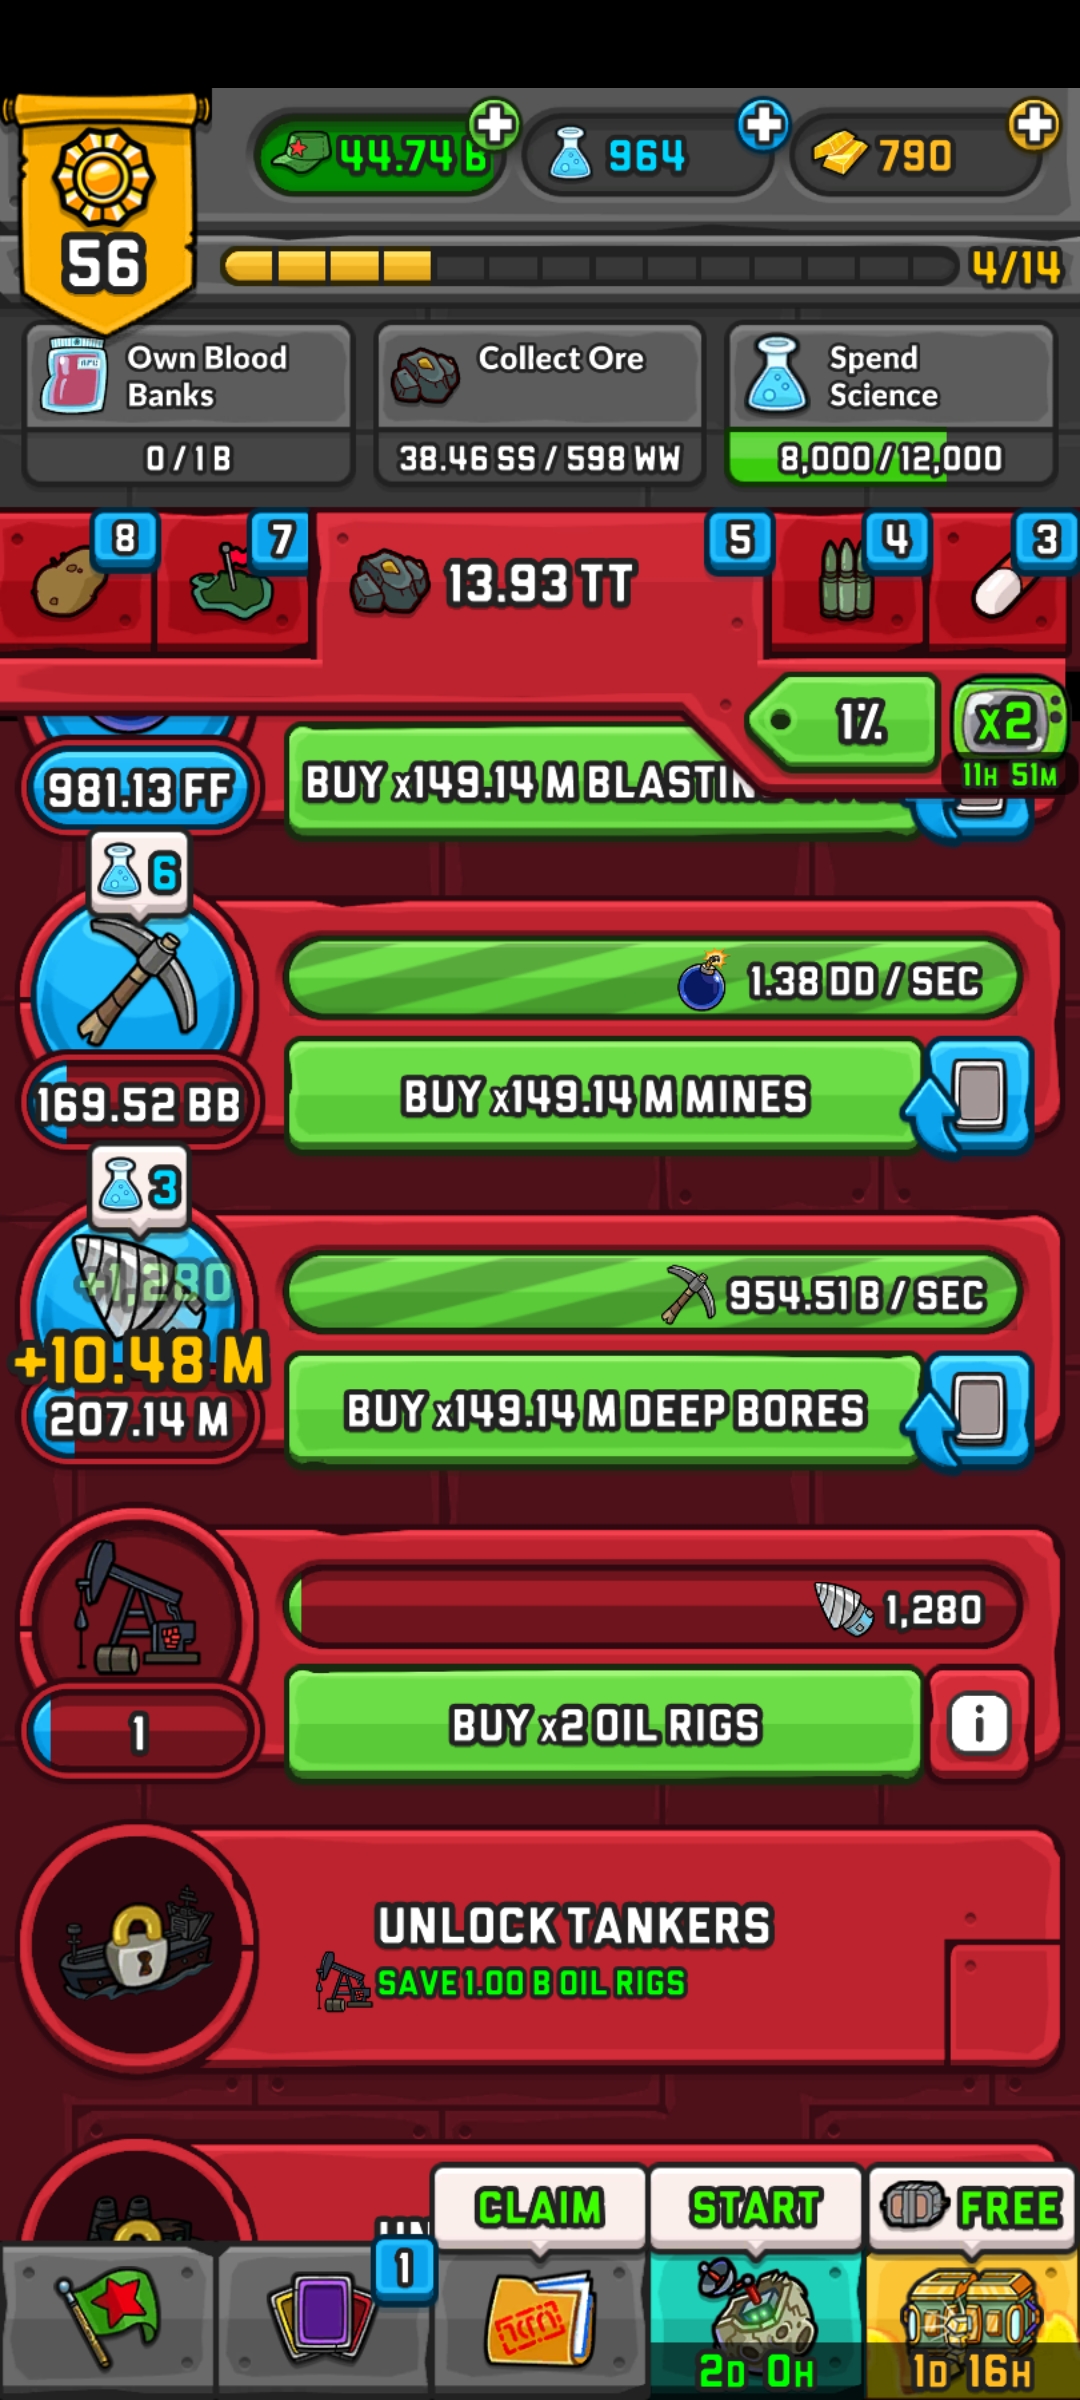 44.74 B
964
790
56
4/14
Own Blood
Banks
0 / 1 B
Collect Ore
38.46 SS / 598 WW
Spend
Science
8,000 / 12,000
8
7
13.93 TT
5
4
3
1%
x2
11H 51M
981.13 FF
BUY x149.14 M
6
1.38 DD / SEC
169.52 BB
BUY x149.14 M MINES
3
+1,280
954.51 B / SEC
+10.48 M
207.14 M
BUY x149.14 M DEEP BORES
1,280
1
BUY x2 OIL RIGS
i
UNLOCK TANKERS
SAVE 1.00 B OIL RIGS
CLAIM
START
FREE
1
2D 0H
1D 16H